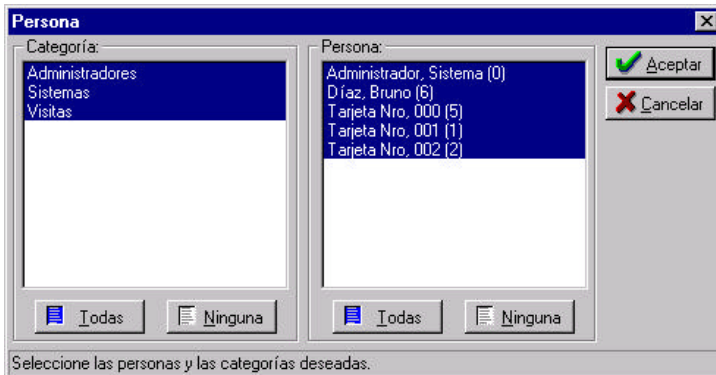 Persona
Categoría:
Administradores
Sistemas
Visitas
Todas
Ninguna
Persona:
Administrador, Sistema (0)
Díaz, Bruno (6)
Tarjeta Nro, 000 (5)
Tarjeta Nro, 001 (1)
Tarjeta Nro, 002 (2)
Todas
Ninguna
Aceptar
Cancelar
Seleccione las personas y las categorías deseadas.